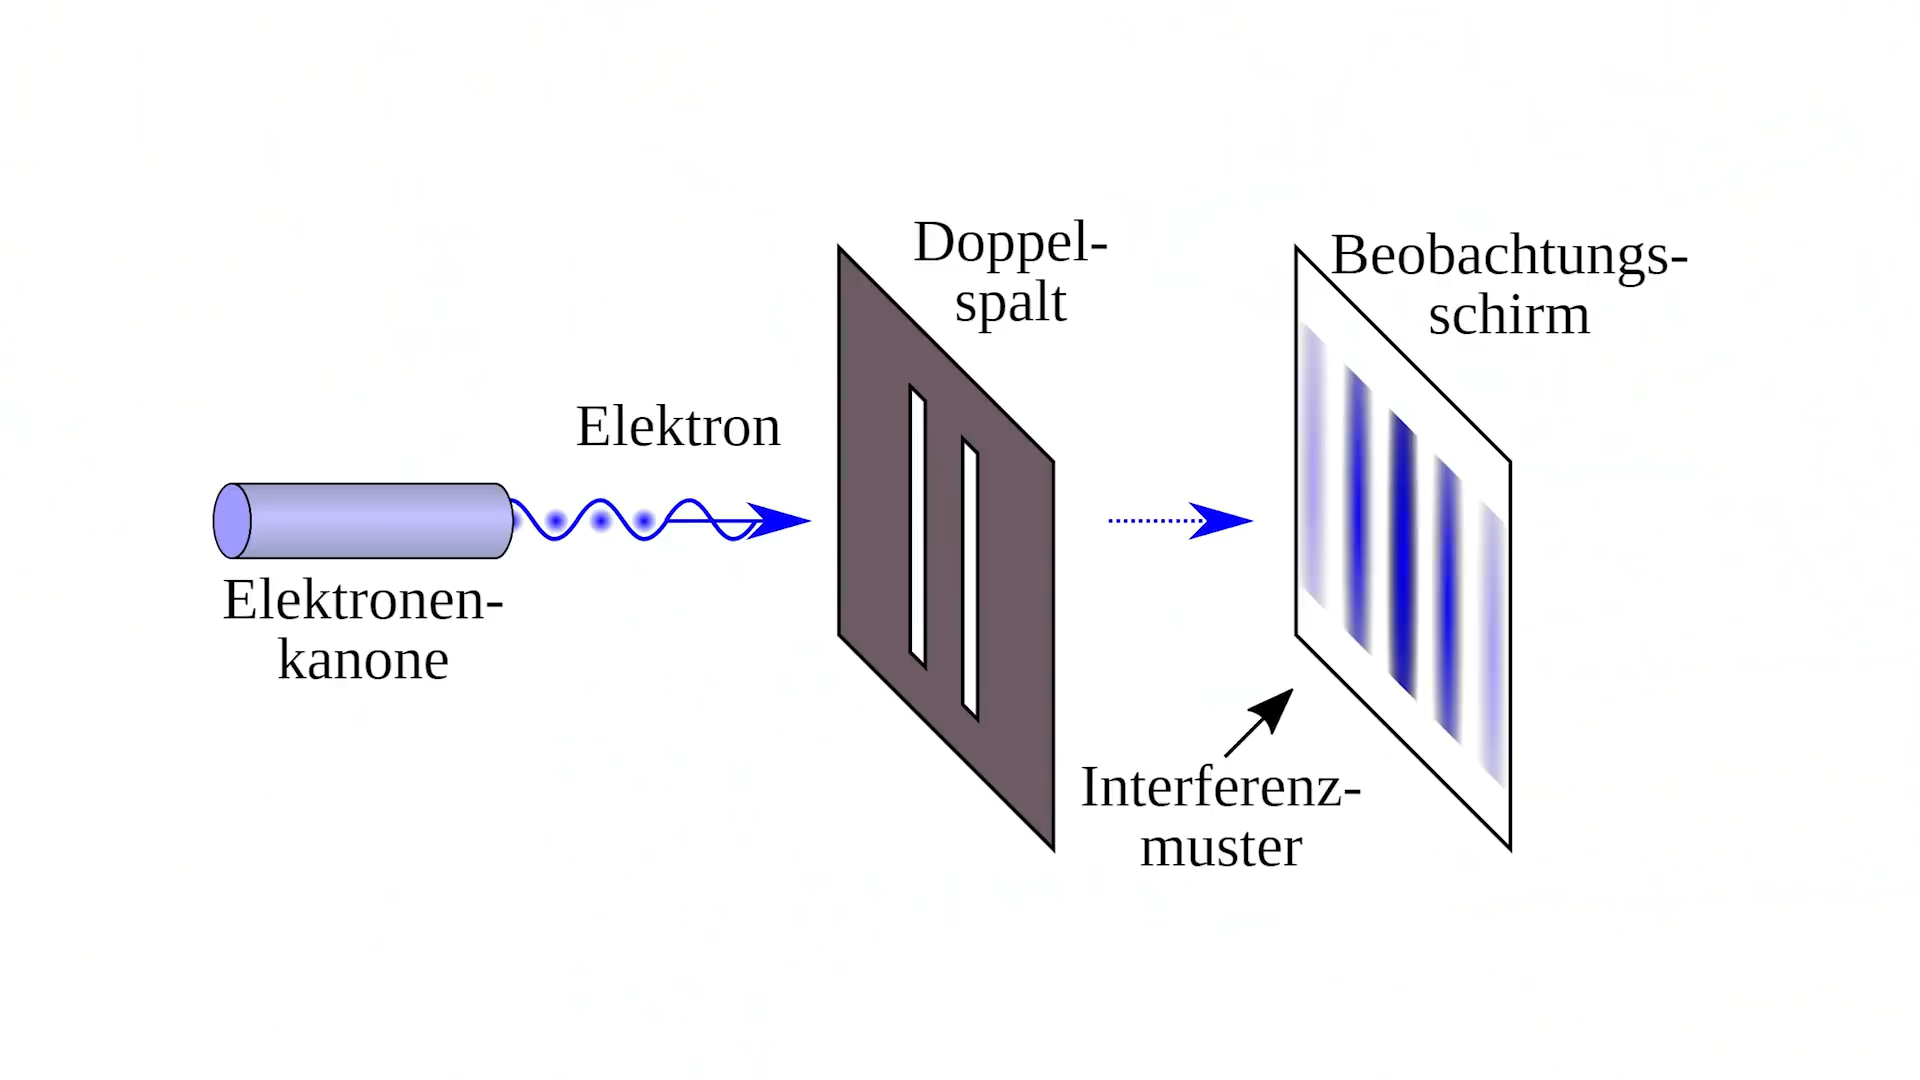 Doppel-
spalt
Beobachtungs-
schirm
Elektron
Elektronen-
kanone
Interferenz-
muster